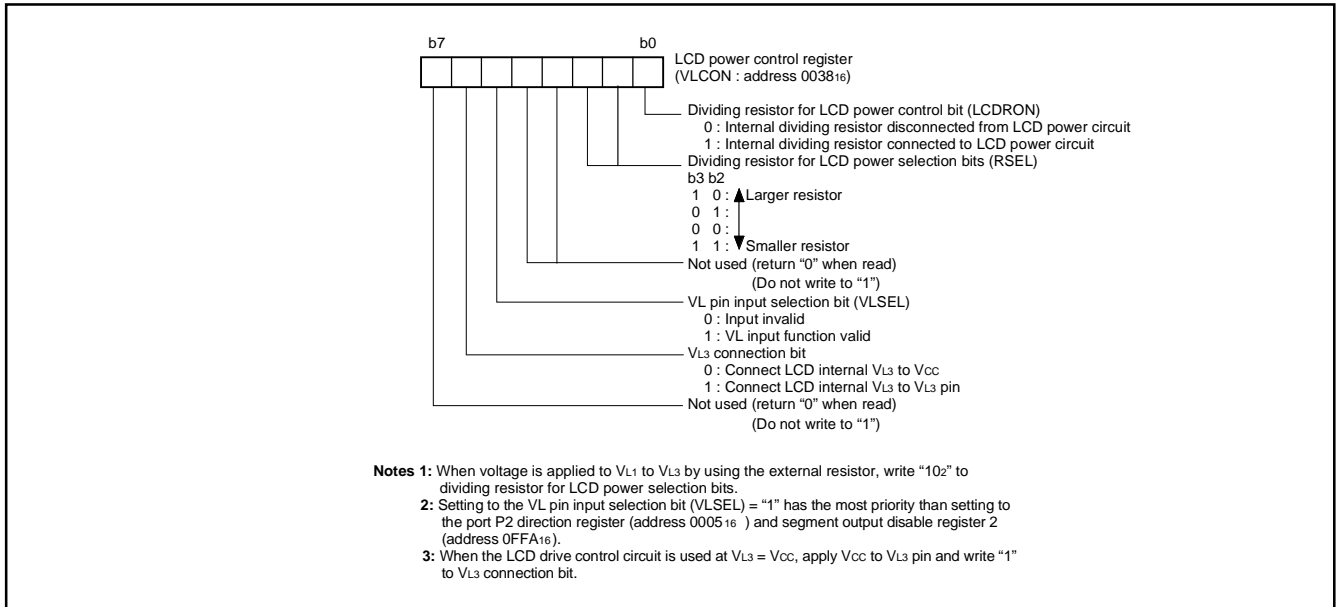 b7 b0
LCD power control register
(VLCON : address 003816)
Dividing resistor for LCD power control bit (LCDRON)
0 : Internal dividing resistor disconnected from LCD power circuit
1 : Internal dividing resistor connected to LCD power circuit
Dividing resistor for LCD power selection bits (RSEL)
b3 b2
1 0 : Larger resistor
0 1 :
0 0 :
1 1 : Smaller resistor
Not used (return “0” when read)
(Do not write to “1”)
VL pin input selection bit (VLSEL)
0 : Input invalid
1 : VL input function valid
VL3 connection bit
0 : Connect LCD internal VL3 to VCC
1 : Connect LCD internal VL3 to VL3 pin
Not used (return “0” when read)
(Do not write to “1”)
Notes 1: When voltage is applied to VL1 to VL3 by using the external resistor, write “102” to
dividing resistor for LCD power selection bits.
2: Setting to the VL pin input selection bit (VLSEL) = “1” has the most priority than setting to
the port P2 direction register (address 000516 ) and segment output disable register 2
(address 0FFA16).
3: When the LCD drive control circuit is used at VL3 = VCC, apply VCC to VL3 pin and write “1”
to VL3 connection bit.